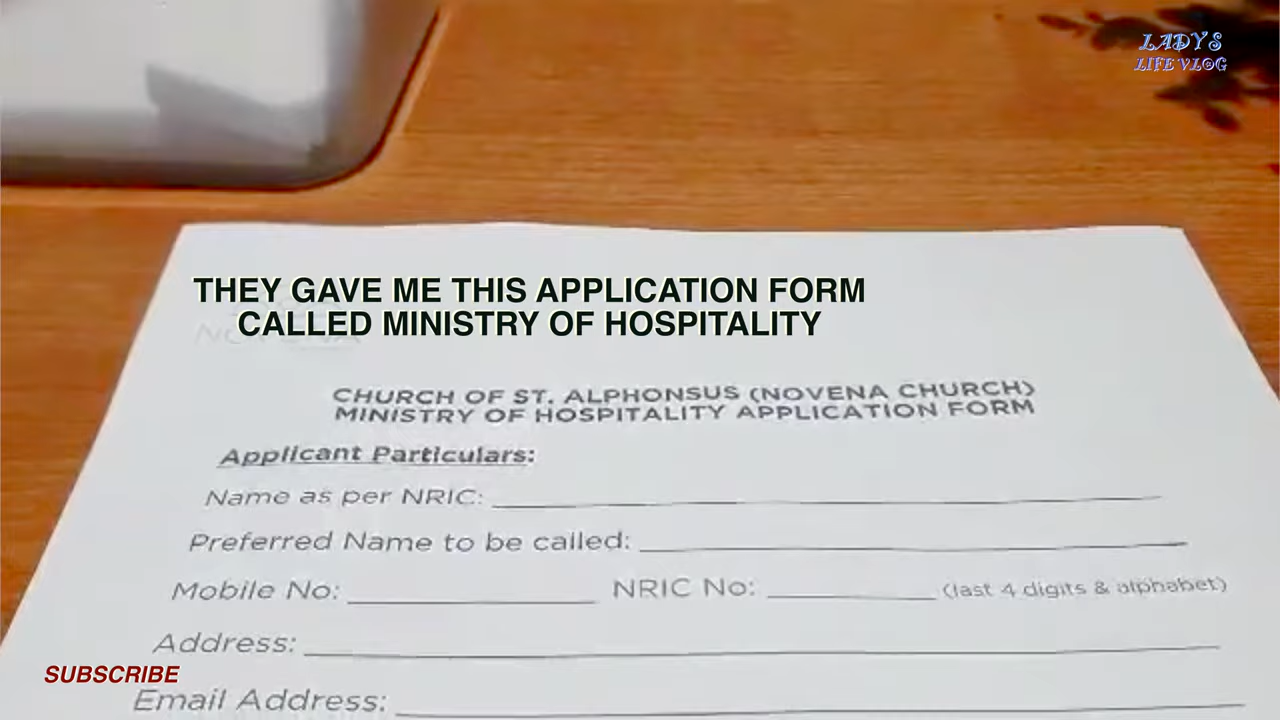 LADYS
LIFE VLOG
THEY GAVE ME THIS APPLICATION FORM
CALLED MINISTRY OF HOSPITALITY
NOVENA
CHURCH OF ST. ALPHONSUS (NOVENA CHURCH)
MINISTRY OF HOSPITALITY APPLICATION FORM
Applicant Particulars:
Name as per NRIC:
Preferred Name to be called:
Mobile No: NRIC No: (last 4 digits & alphabet)
Address:
SUBSCRIBE
Email Address: